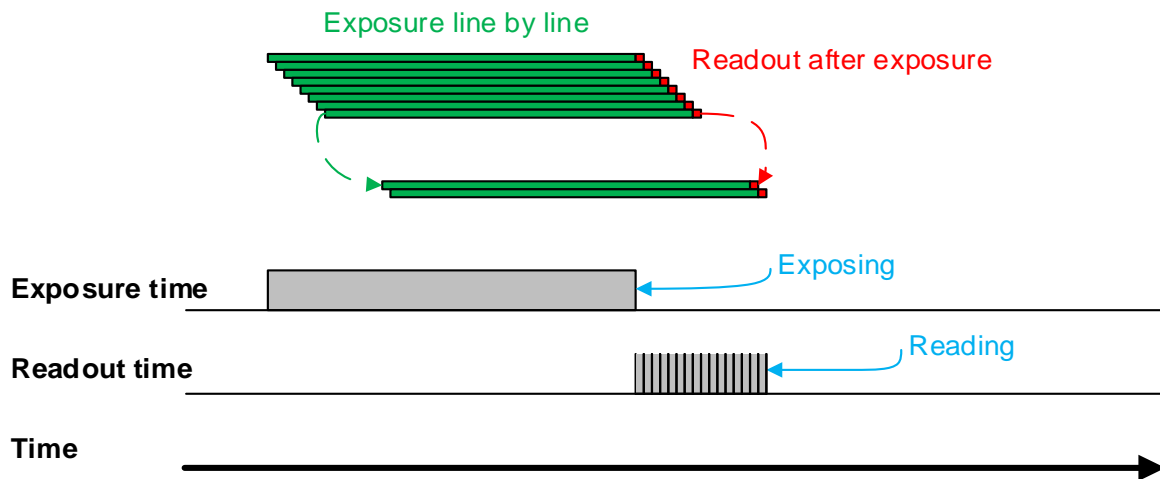 Exposure line by line
Readout after exposure
Exposing
Exposure time
Reading
Readout time
Time